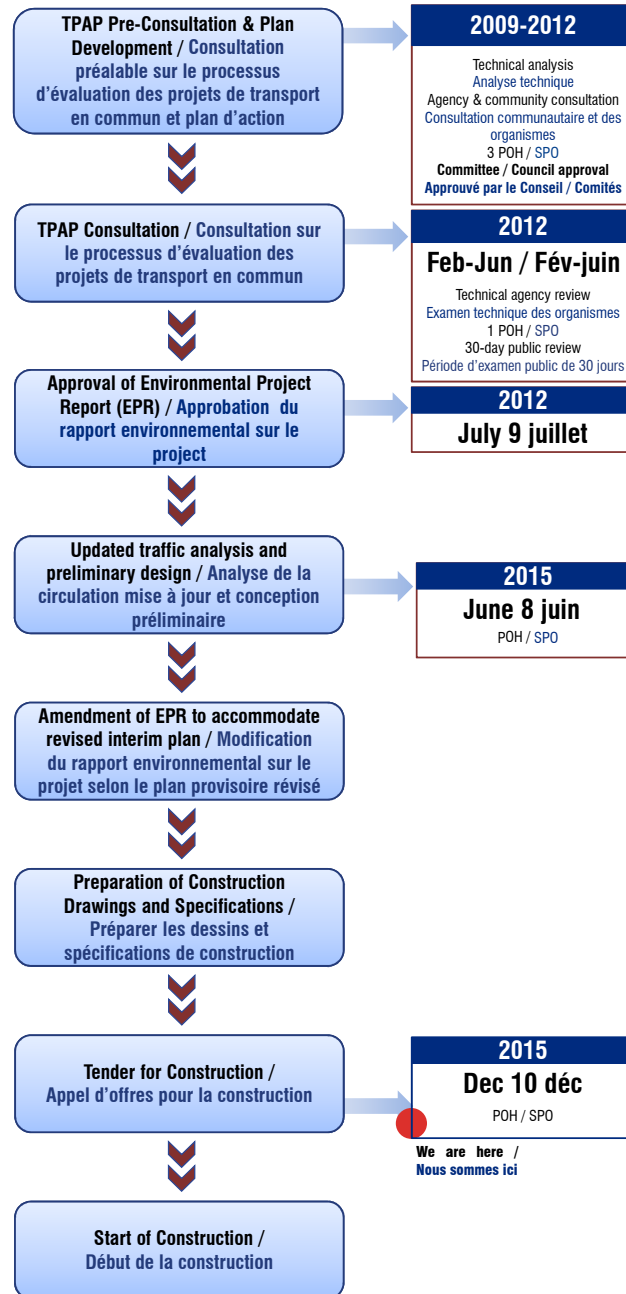 TPAP Pre-Consultation & Plan
Development / Consultation
préalable sur le processus
d’évaluation des projets de transport
en commun et plan d’action
2009-2012
Technical analysis
Analyse technique
Agency & community consultation
Consultation communautaire et des
organismes
3 POH / SPO
Committee / Council approval
Approuvé par le Conseil / Comités
TPAP Consultation / Consultation sur
le processus d’évaluation des
projets de transport en commun
2012
Feb-Jun / Fév-juin
Technical agency review
Examen technique des organismes
1 POH / SPO
30-day public review
Période d’examen public de 30 jours
Approval of Environmental Project
Report (EPR) / Approbation du
rapport environnemental sur le
project
2012
July 9 juillet
Updated traffic analysis and
preliminary design / Analyse de la
circulation mise à jour et conception
préliminaire
2015
June 8 juin
POH / SPO
Amendment of EPR to accommodate
revised interim plan / Modification
du rapport environnemental sur le
projet selon le plan provisoire révisé
Preparation of Construction
Drawings and Specifications /
Préparer les dessins et
spécifications de construction
Tender for Construction /
Appel d’offres pour la construction
2015
Dec 10 déc
POH / SPO
We are here /
Nous sommes ici
Start of Construction /
Début de la construction